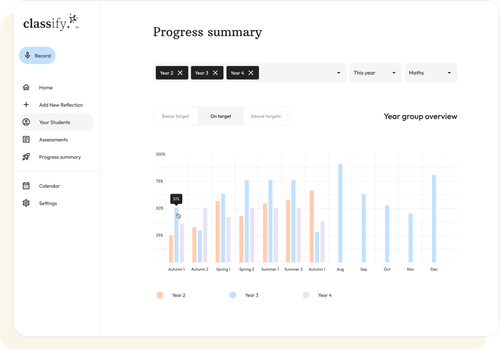 classify.
Record
Home
Add New Reflection
Your Students
Assessments
Progress summary
Calendar
Settings
Progress summary
Year 2 Year 3 Year 4 This year Maths
Below target On target Above targets
Year group overview
100%
75%
50%
25%
51%
Autumn 1 Autumn 2 Spring 1 Spring 2 Summer 1 Summer 2 Autumn 1 Aug Sep Oct Nov Dec
Year 2 Year 3 Year 4